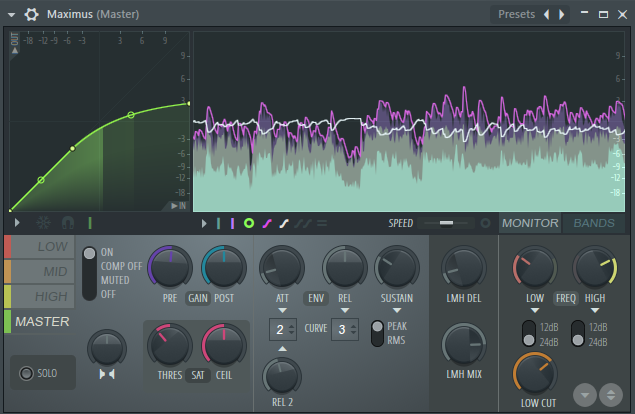 Maximus (Master) Presets
OUT -18 -12 -9 -6 -3 3 6 9
9
6
3
-3
-6
-9
-12
-18
IN
9
6
3
-3
-6
-9
-12
-18
SPEED MONITOR BANDS
LOW
MID
HIGH
MASTER
SOLO
ON
COMP OFF
MUTED
OFF
PRE GAIN POST
THRES SAT CEIL
ATT ENV REL SUSTAIN
2 CURVE 3
PEAK
RMS
REL 2
LMH DEL
LMH MIX
LOW FREQ HIGH
12dB 12dB
24dB 24dB
LOW CUT